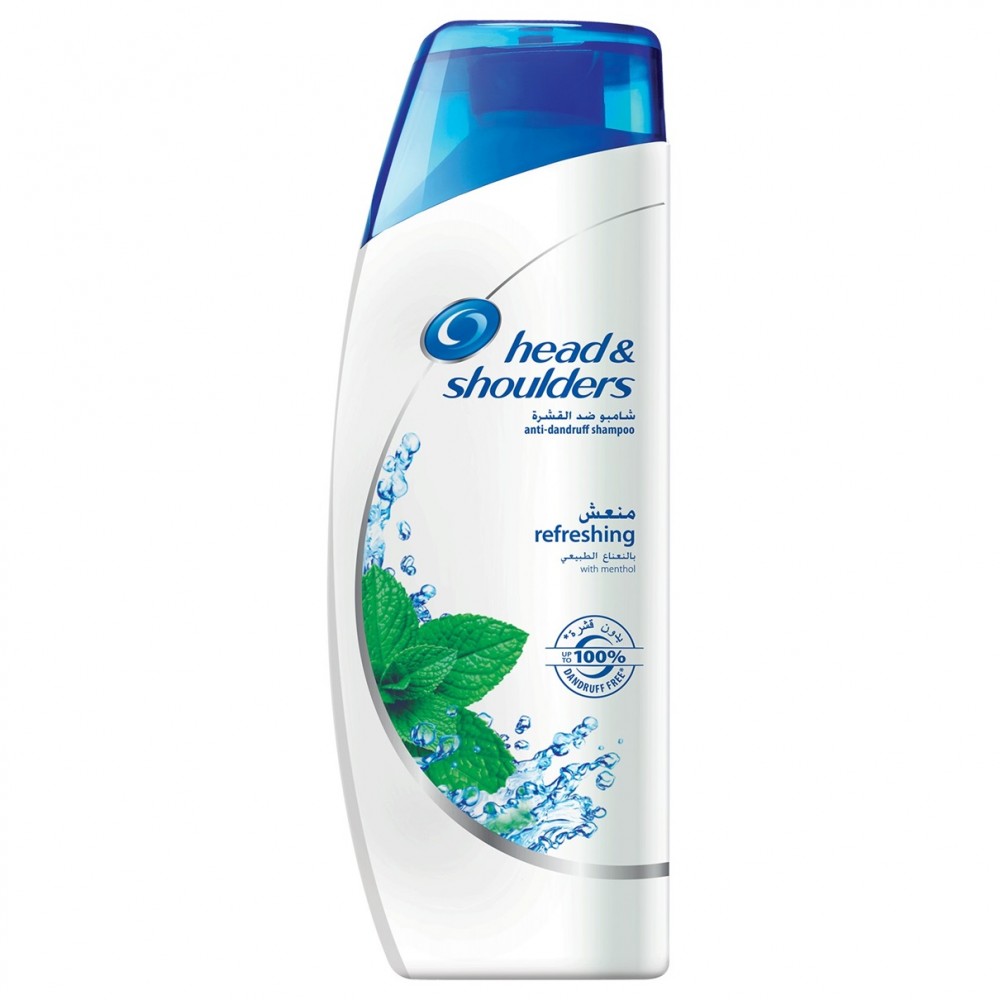 head &
shoulders
شامبو ضد القشرة
anti-dandruff shampoo
منعش
refreshing
بالنعناع الطبيعي
with menthol
بدون قشرة*
UP TO 100%
DANDRUFF FREE*